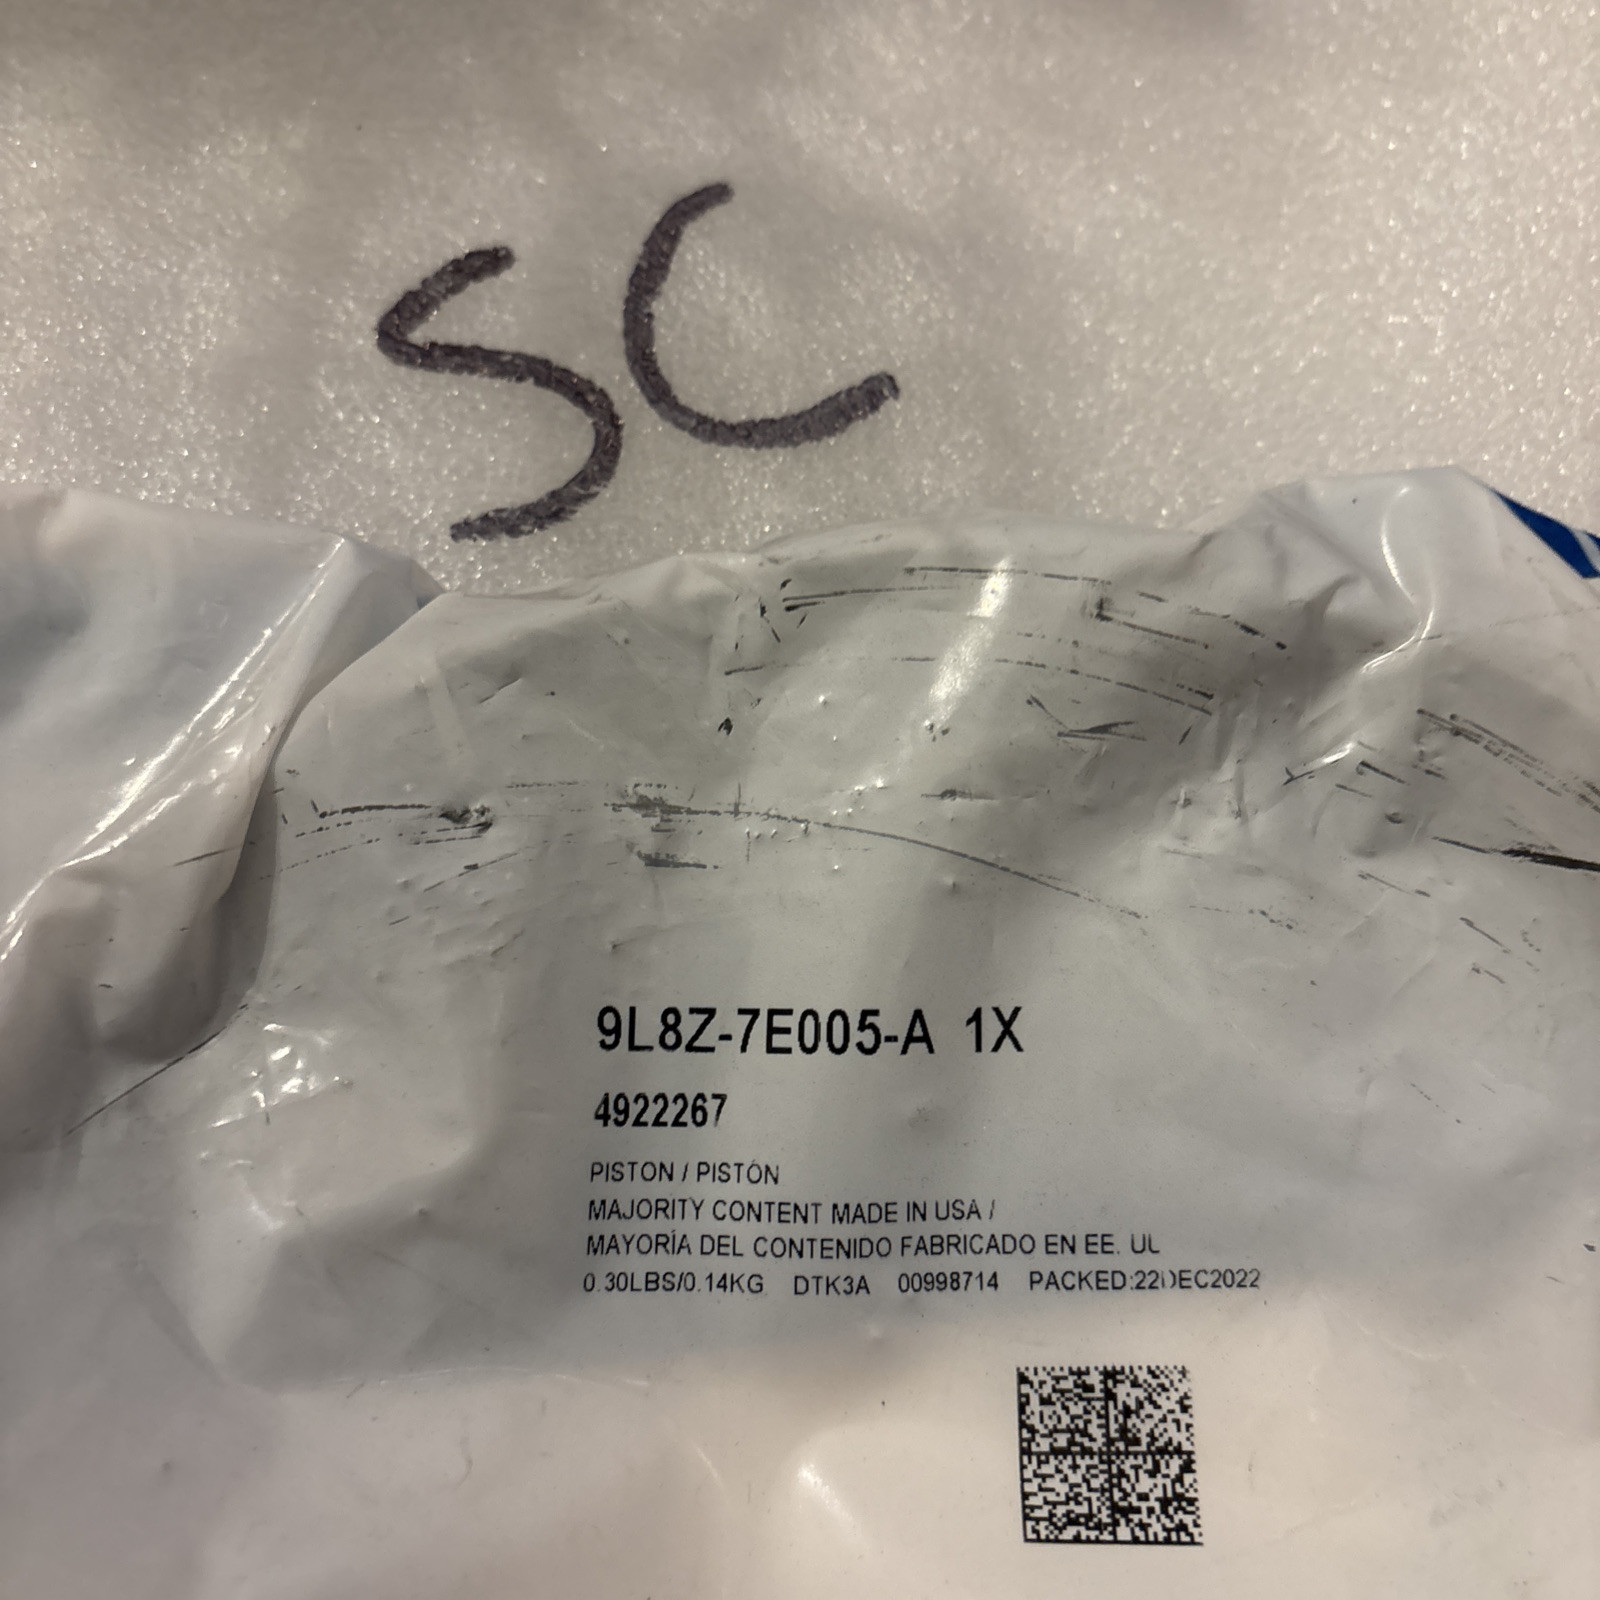 SC
9L8Z-7E005-A 1X
4922267
PISTON / PISTÓN
MAJORITY CONTENT MADE IN USA /
MAYORÍA DEL CONTENIDO FABRICADO EN EE. UU
0.30LBS/0.14KG DTK3A 00998714 PACKED:22DEC2022